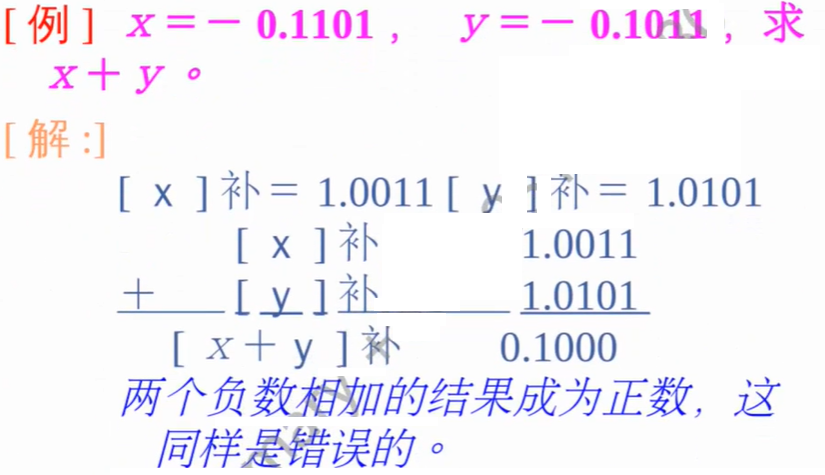 [例] x＝－0.1101， y＝－0.1011，求
x＋y。
[解:]
[ x ]补＝ 1.0011 [ y ]补＝ 1.0101
[ x ]补 1.0011
＋ [ y ]补 1.0101
[ x＋y ]补 0.1000
两个负数相加的结果成为正数，这
同样是错误的。